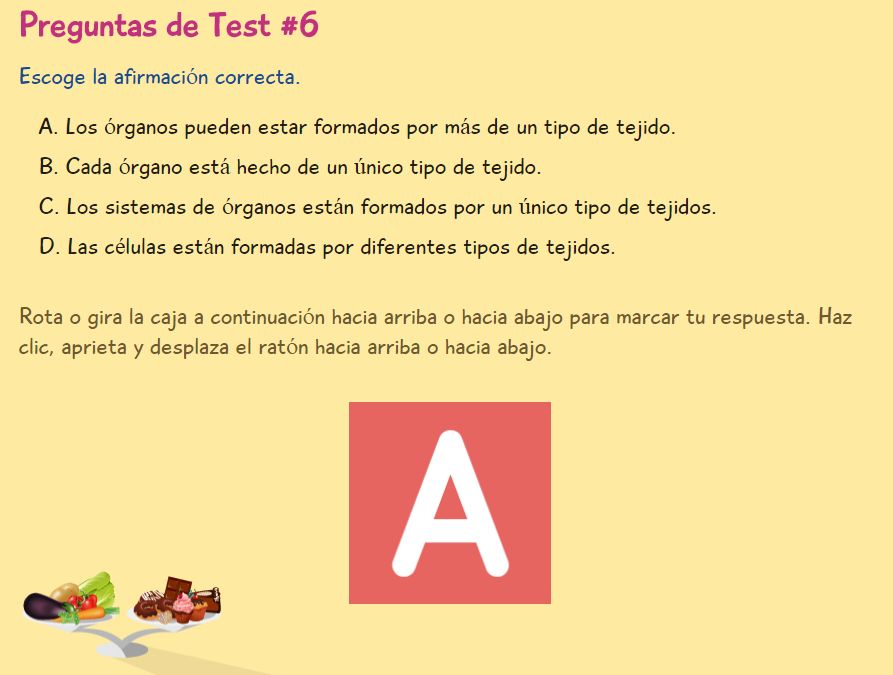 Preguntas de Test #6
Escoge la afirmación correcta.
A. Los órganos pueden estar formados por más de un tipo de tejido.
B. Cada órgano está hecho de un único tipo de tejido.
C. Los sistemas de órganos están formados por un único tipo de tejidos.
D. Las células están formadas por diferentes tipos de tejidos.
Rota o gira la caja a continuación hacia arriba o hacia abajo para marcar tu respuesta. Haz
clic, aprieta y desplaza el ratón hacia arriba o hacia abajo.
A